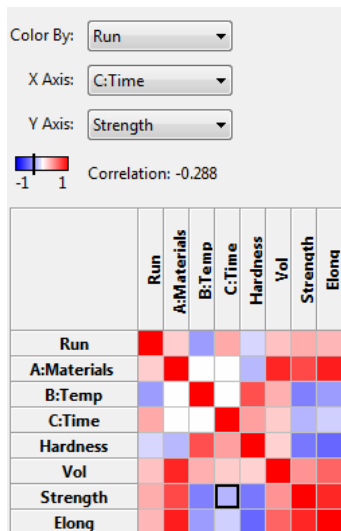 Color By: Run
X Axis: C:Time
Y Axis: Strength
-1 1 Correlation: -0.288
Run A:Materials B:Temp C:Time Hardness Vol Strength Elong
Run
A:Materials
B:Temp
C:Time
Hardness
Vol
Strength
Elong